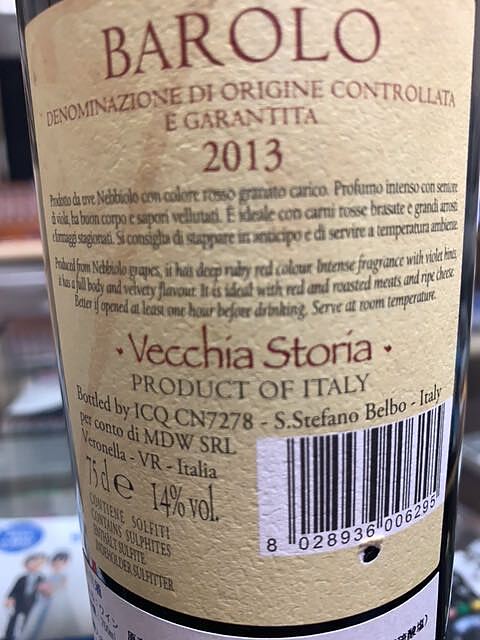 BAROLO
DENOMINAZIONE DI ORIGINE CONTROLLATA
E GARANTITA
2013
Prodotto da uve Nebbiolo con colore rosso granato carico. Profumo intenso con sentore
di viola, ha buon corpo e sapori vellutati. È ideale con carni rosse brasate e grandi arrosti
e formaggi stagionati. Si consiglia di stappare in anticipo e di servire a temperatura ambiente.
Produced from Nebbiolo grapes, it has deep ruby red colour. Intense fragrance with violet hints,
it has a full body and velvety flavour. It is ideal with red and roasted meats and ripe cheese.
Better if opened at least one hour before drinking. Serve at room temperature.
Vecchia Storia
PRODUCT OF ITALY
Bottled by ICQ CN7278 - S.Stefano Belbo - Italy
per conto di MDW SRL
Veronella - VR - Italia
75 cl e 14% vol.
CONTIENE SOLFITI
CONTAINS SULPHITES
ENTHÄLT SULFITE
INDEHOLDER SULFITTER
8 028936 006295